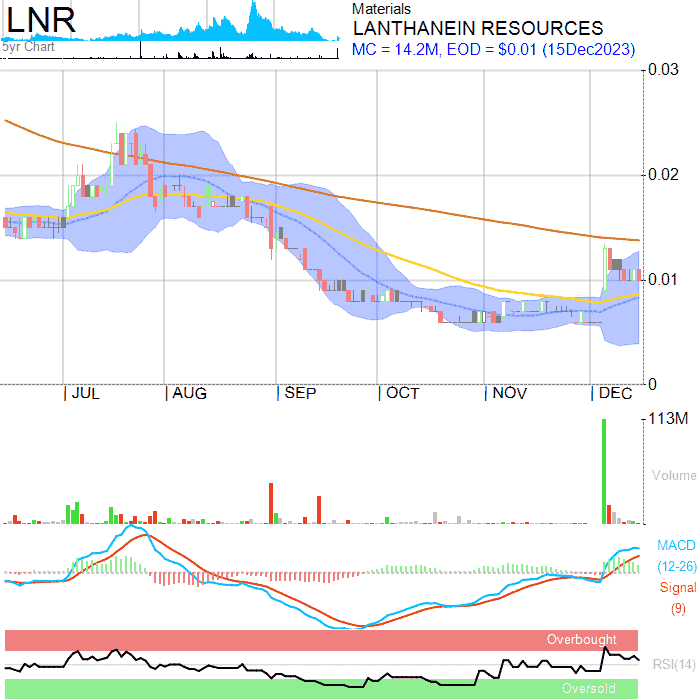 LNR
5yr Chart
Materials
LANTHANEIN RESOURCES
MC = 14.2M, EOD = $0.01 (15Dec2023)
0.03
0.02
0.01
0
JUL AUG SEP OCT NOV DEC
113M
Volume
MACD
(12-26)
Signal
(9)
Overbought
RSI(14)
Oversold